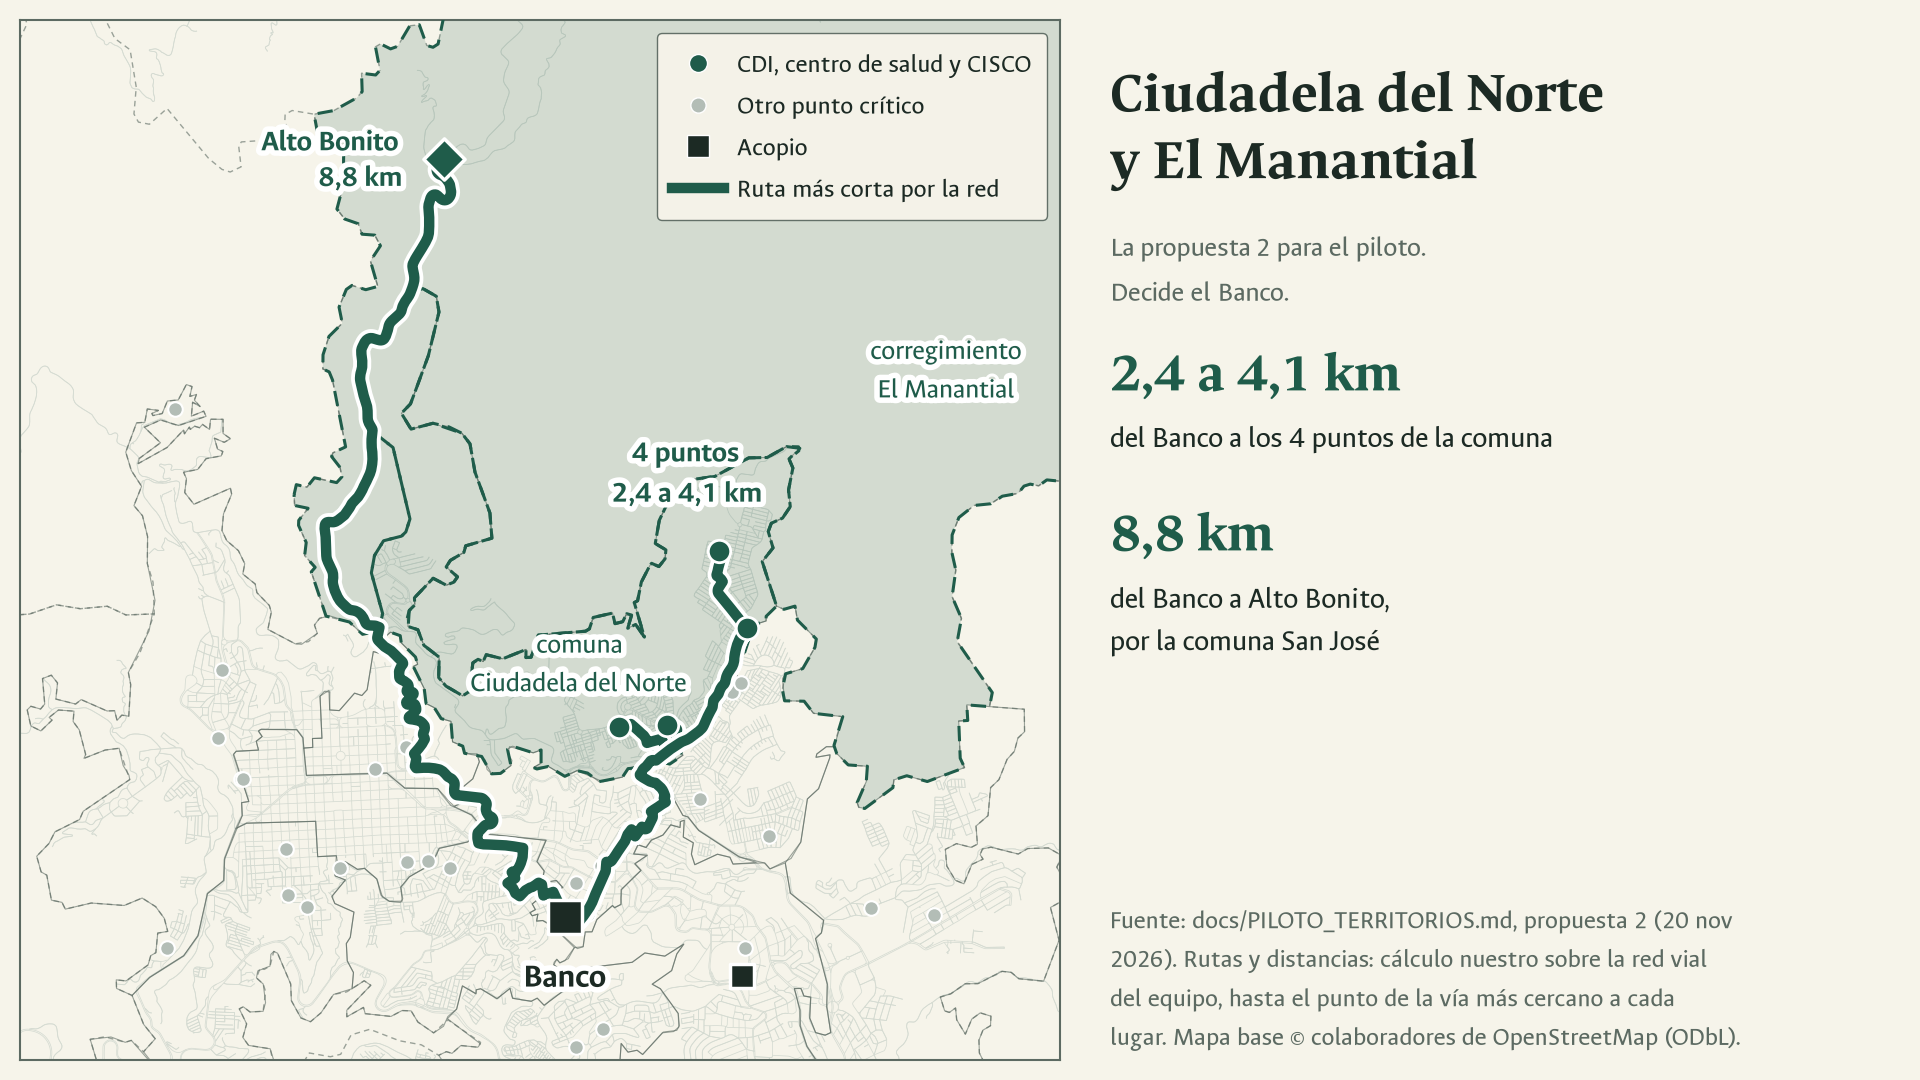 CDI, centro de salud y CISCO
Otro punto crítico
Acopio
Ruta más corta por la red
Alto Bonito
8,8 km
corregimiento
El Manantial
4 puntos
2,4 a 4,1 km
comuna
Ciudadela del Norte
Banco
Ciudadela del Norte
y El Manantial
La propuesta 2 para el piloto.
Decide el Banco.
2,4 a 4,1 km
del Banco a los 4 puntos de la comuna
8,8 km
del Banco a Alto Bonito,
por la comuna San José
Fuente: docs/PILOTO_TERRITORIOS.md, propuesta 2 (20 nov
2026). Rutas y distancias: cálculo nuestro sobre la red vial
del equipo, hasta el punto de la vía más cercano a cada
lugar. Mapa base © colaboradores de OpenStreetMap (ODbL).